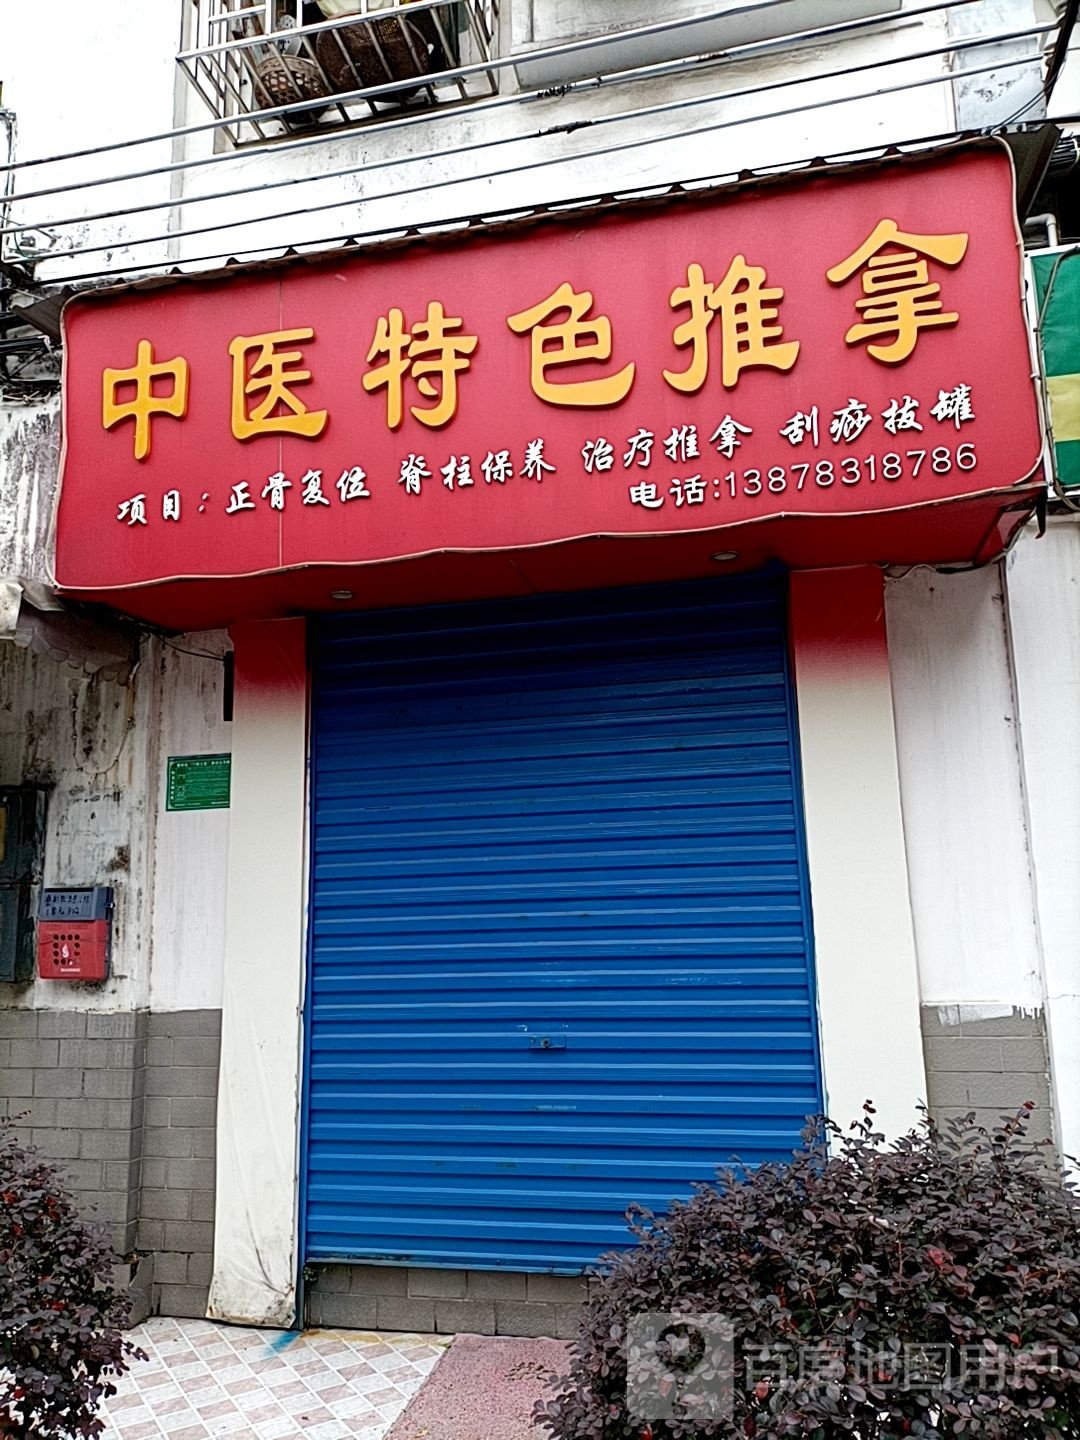 中医特色推拿
项目：正骨复位 脊柱保养 治疗推拿 刮痧拔罐
电话:13878318786
百度地图用户